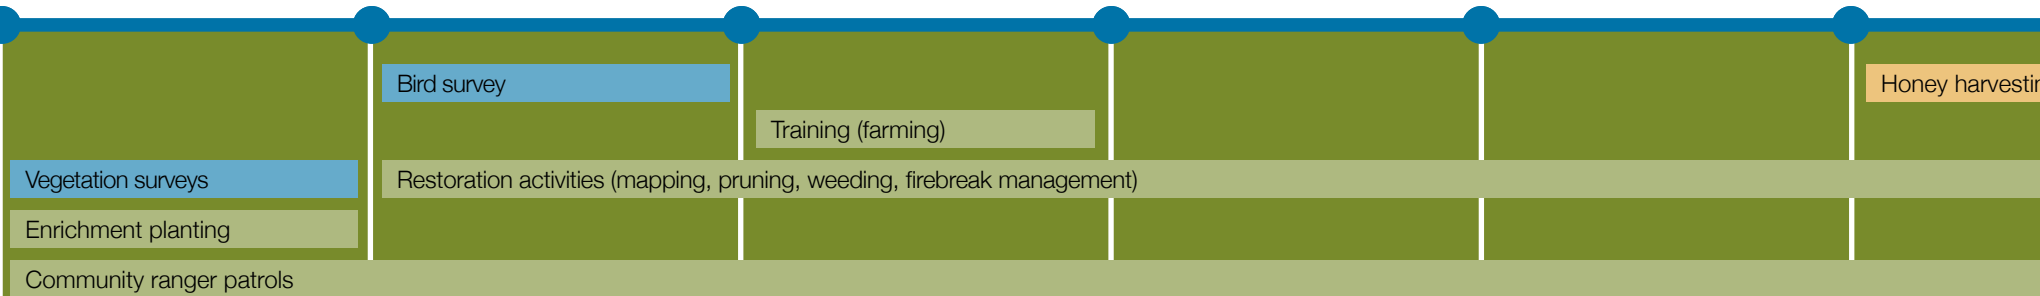 Bird survey
Honey
Training (farming)
Vegetation surveys
Restoration activities (mapping, pruning, weeding, firebreak management)
Enrichment planting
Community ranger patrols